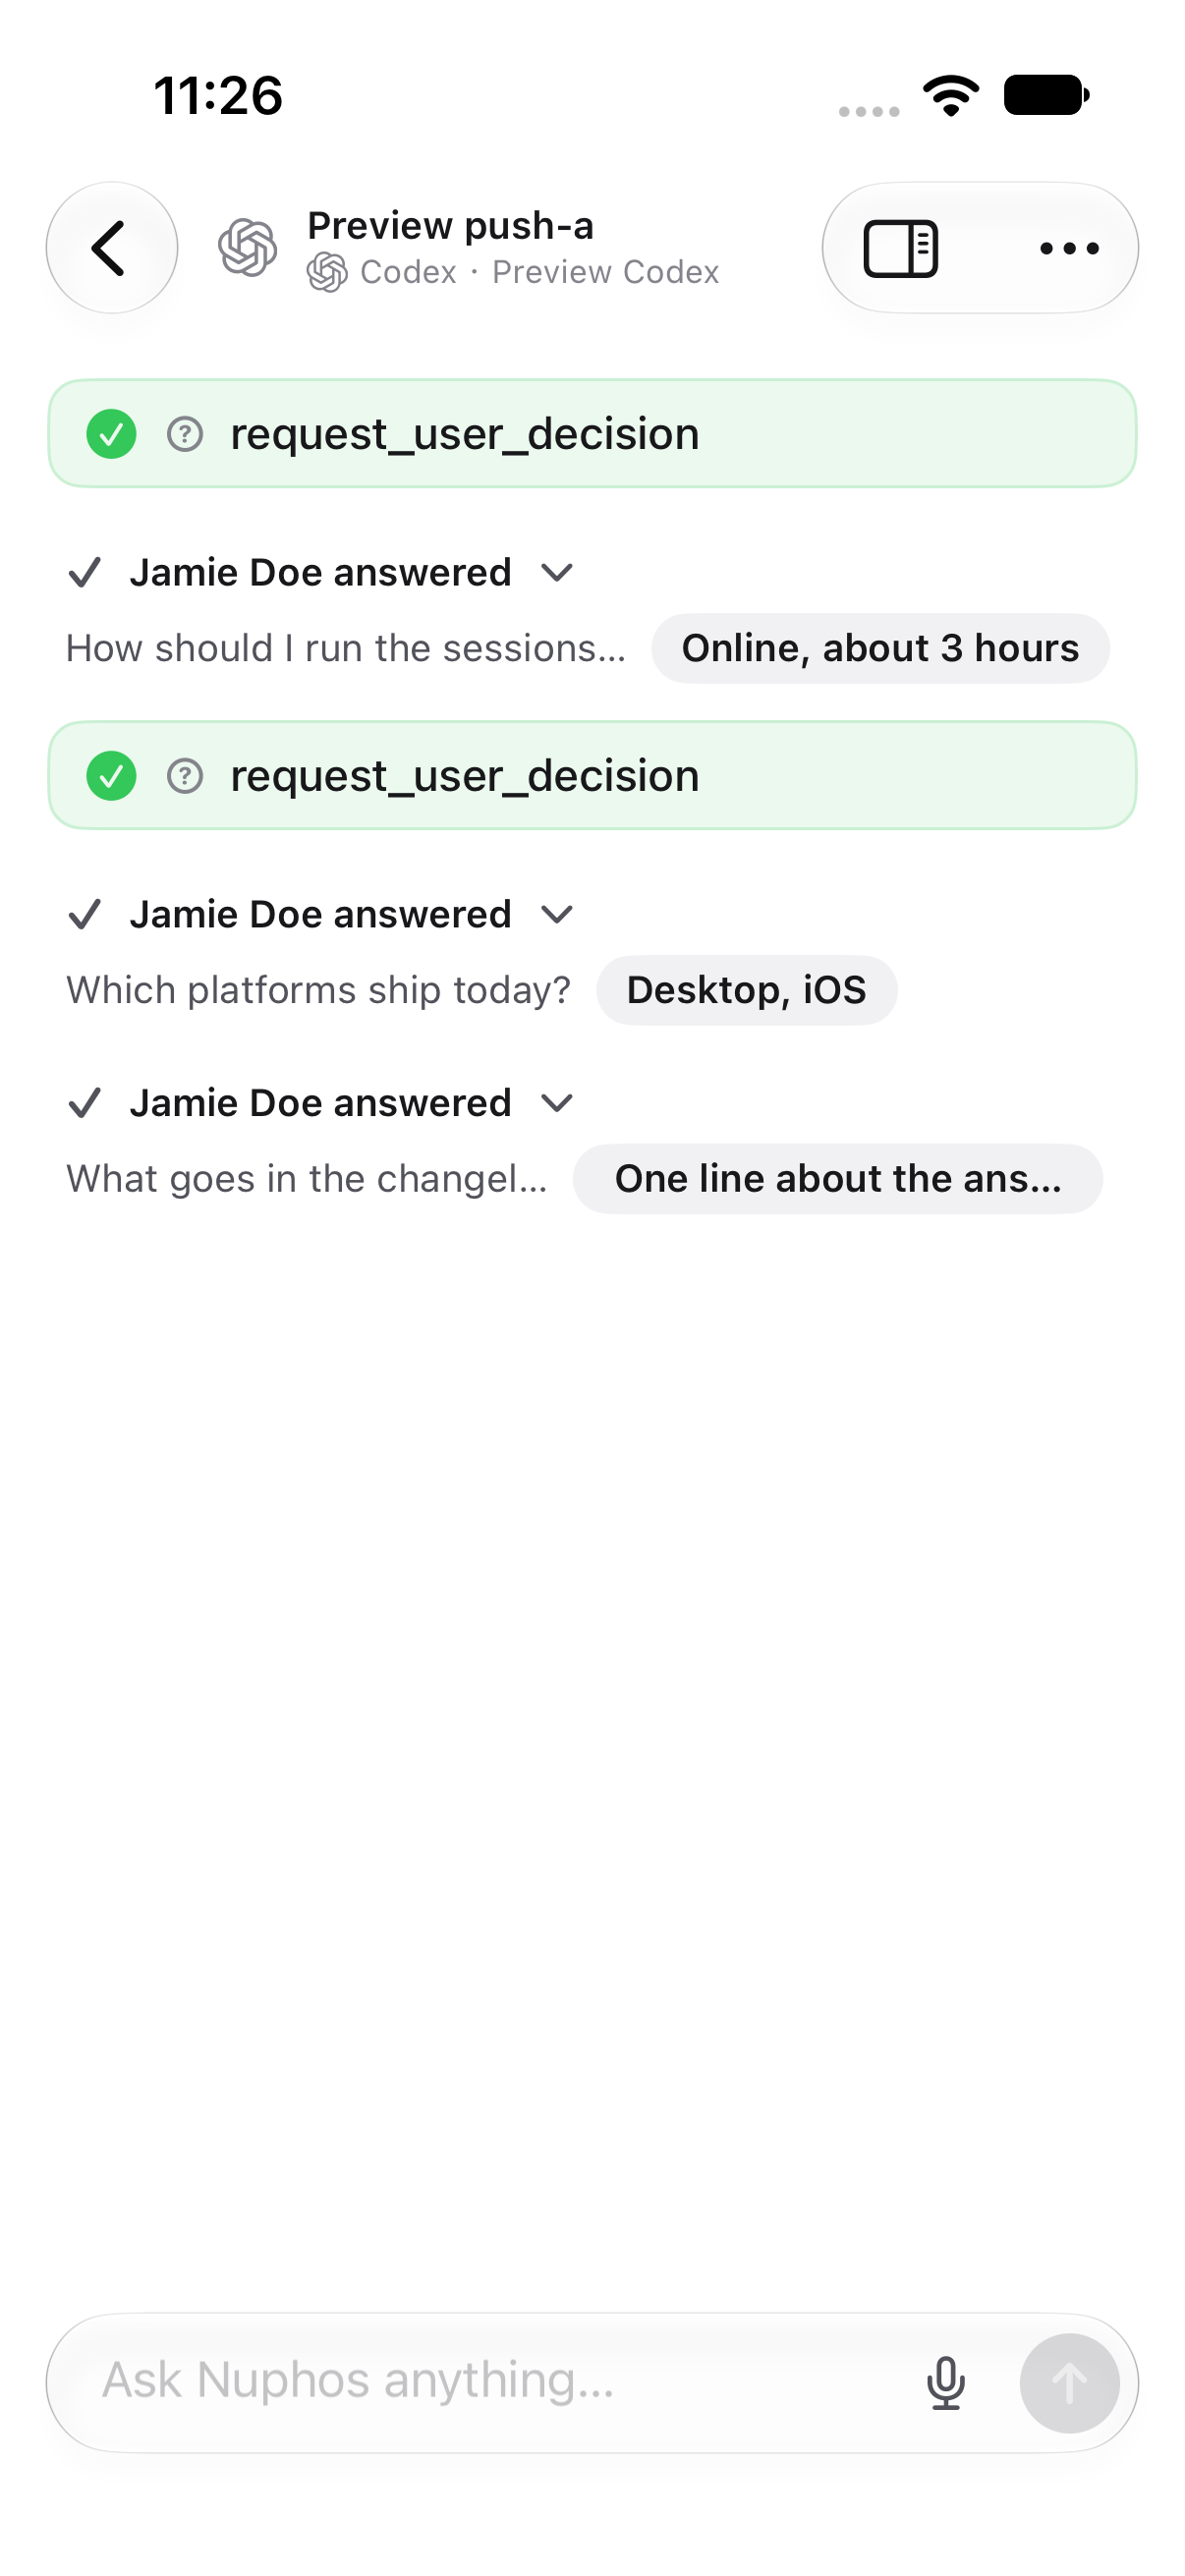 11:26
Preview push-a
Codex · Preview Codex
request_user_decision
Jamie Doe answered
How should I run the sessions... Online, about 3 hours
request_user_decision
Jamie Doe answered
Which platforms ship today? Desktop, iOS
Jamie Doe answered
What goes in the changel... One line about the ans...
Ask Nuphos anything...